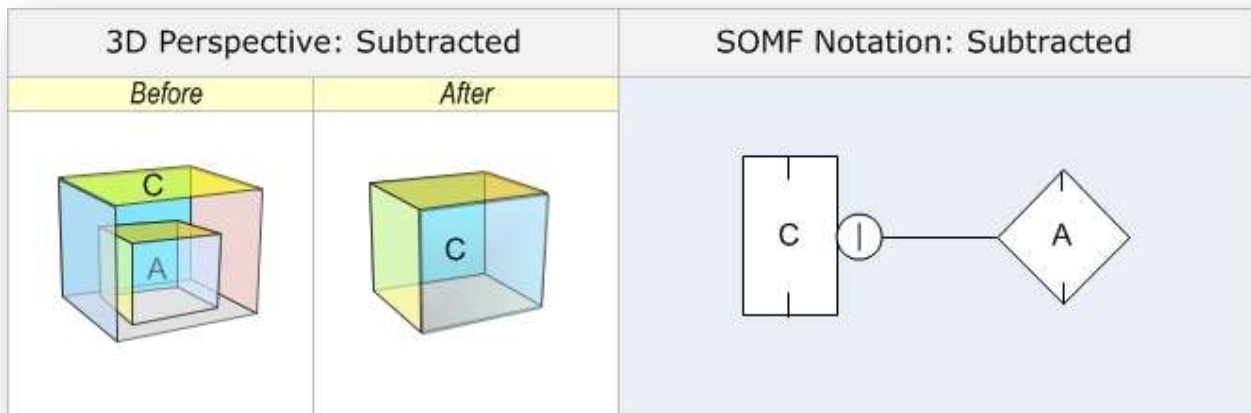 3D Perspective: Subtracted
SOMF Notation: Subtracted
Before
After
C
A
C
C
|
A